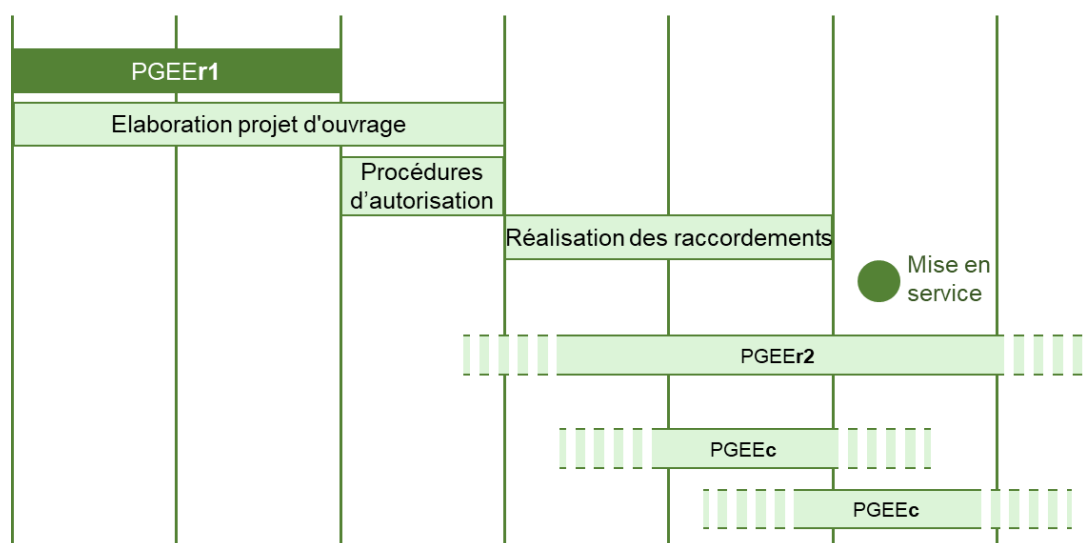 PGEEr1
Elaboration projet d'ouvrage
Procédures
d’autorisation
Réalisation des raccordements
Mise en
service
PGEEr2
PGEEc
PGEEc